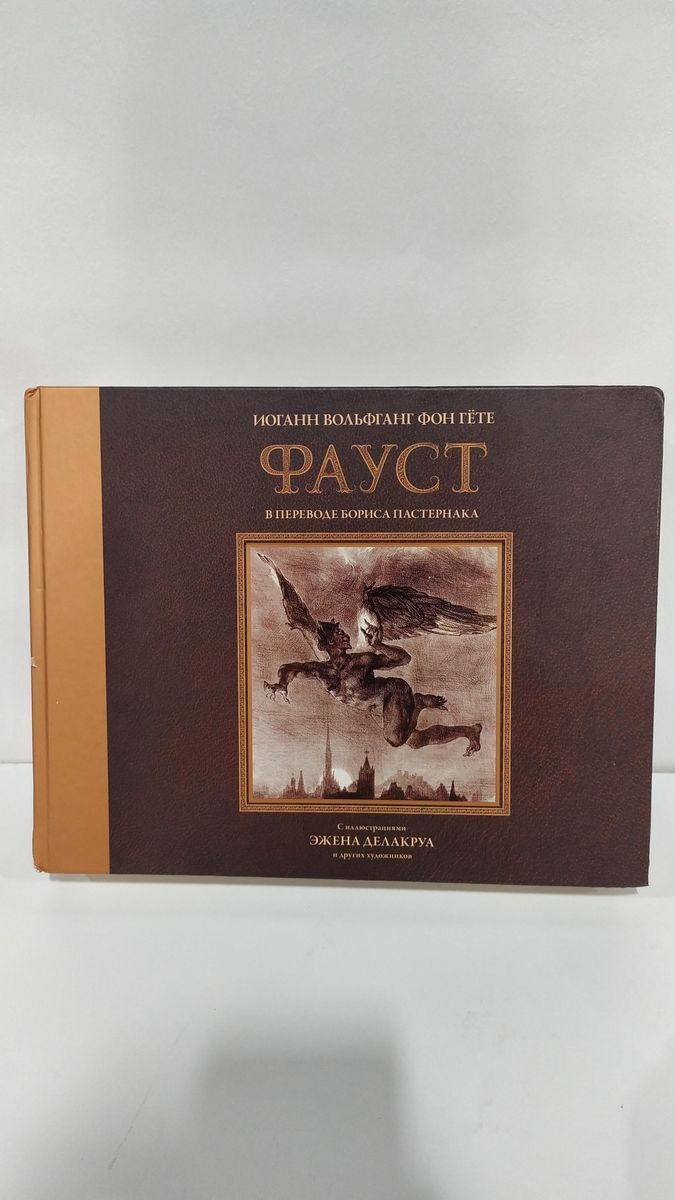 ИОГАНН ВОЛЬФГАНГ ФОН ГЁТЕ
ФАУСТ
В ПЕРЕВОДЕ БОРИСА ПАСТЕРНАКА
С иллюстрациями
ЭЖЕНА ДЕЛАКРУА
и других художников